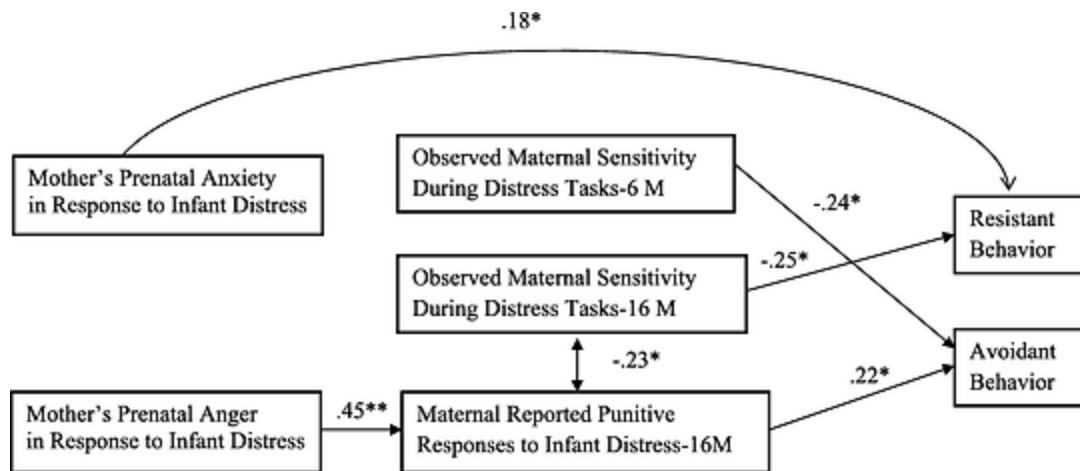 .18*
Mother's Prenatal Anxiety
in Response to Infant Distress
Observed Maternal Sensitivity
During Distress Tasks-6 M
-.24*
Resistant
Behavior
-.25*
Observed Maternal Sensitivity
During Distress Tasks-16 M
-.23*
Avoidant
Behavior
.22*
Mother's Prenatal Anger
in Response to Infant Distress
.45**
Maternal Reported Punitive
Responses to Infant Distress-16M